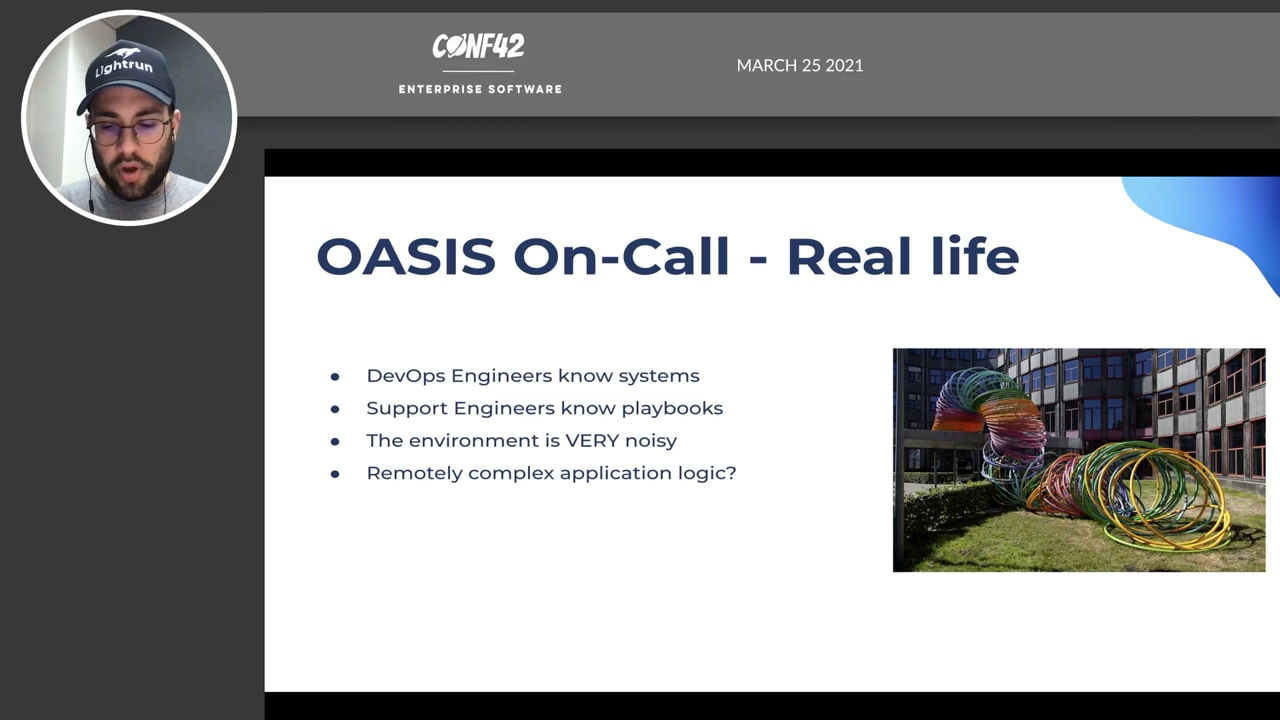 Lightrun
CONF42
ENTERPRISE SOFTWARE
MARCH 25 2021
OASIS On-Call - Real life
● DevOps Engineers know systems
● Support Engineers know playbooks
● The environment is VERY noisy
● Remotely complex application logic?